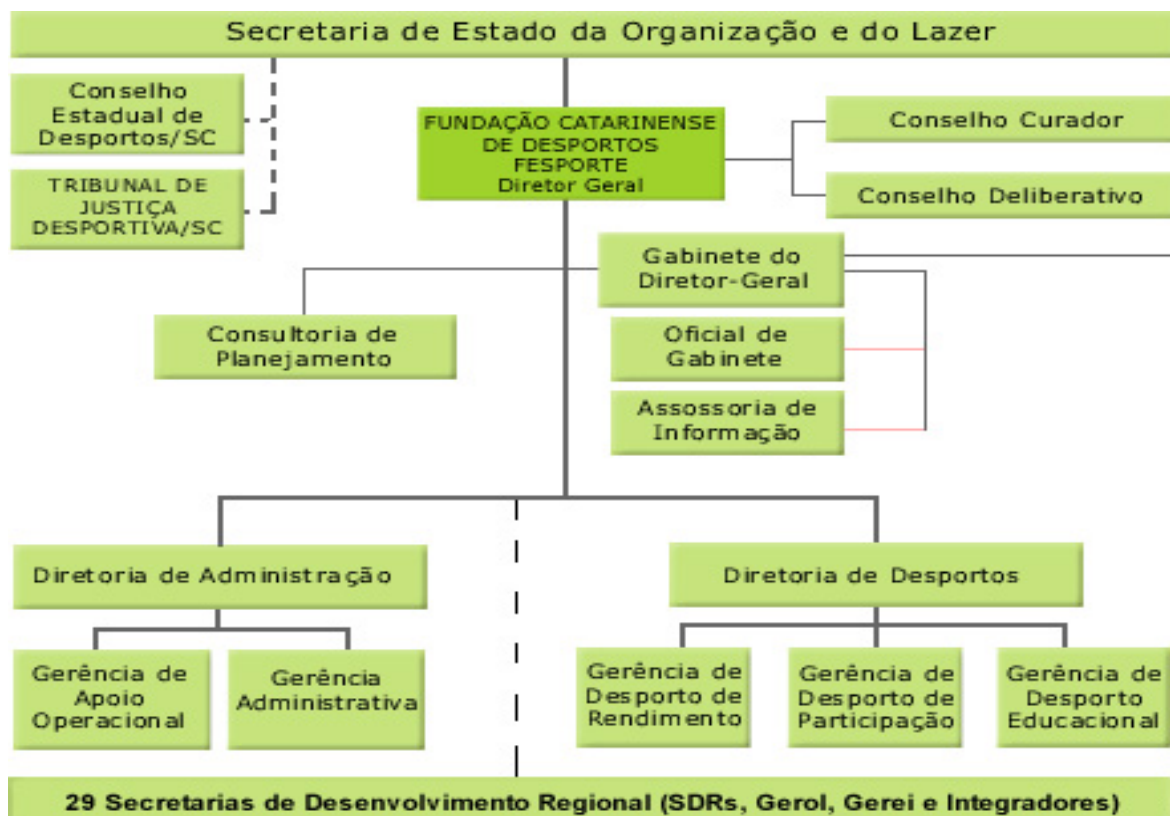 Secretaria de Estado da Organização e do Lazer
Conselho
Estadual de
Desportos/SC
TRIBUNAL DE
JUSTIÇA
DESPORTIVA/SC
FUNDAÇÃO CATARINENSE
DE DESPORTOS
FESPORTE
Diretor Geral
Conselho Curador
Conselho Deliberativo
Gabinete do
Diretor-Geral
Consultoria de
Planejamento
Oficial de
Gabinete
Assossoria de
Informação
Diretoria de Administração
Diretoria de Desportos
Gerência de
Apoio
Operacional
Gerência
Administrativa
Gerência de
Desporto de
Rendimento
Gerência de
Desporto de
Participação
Gerência de
Desporto
Educacional
29 Secretarias de Desenvolvimento Regional (SDRs, Gerol, Gerei e Integradores)